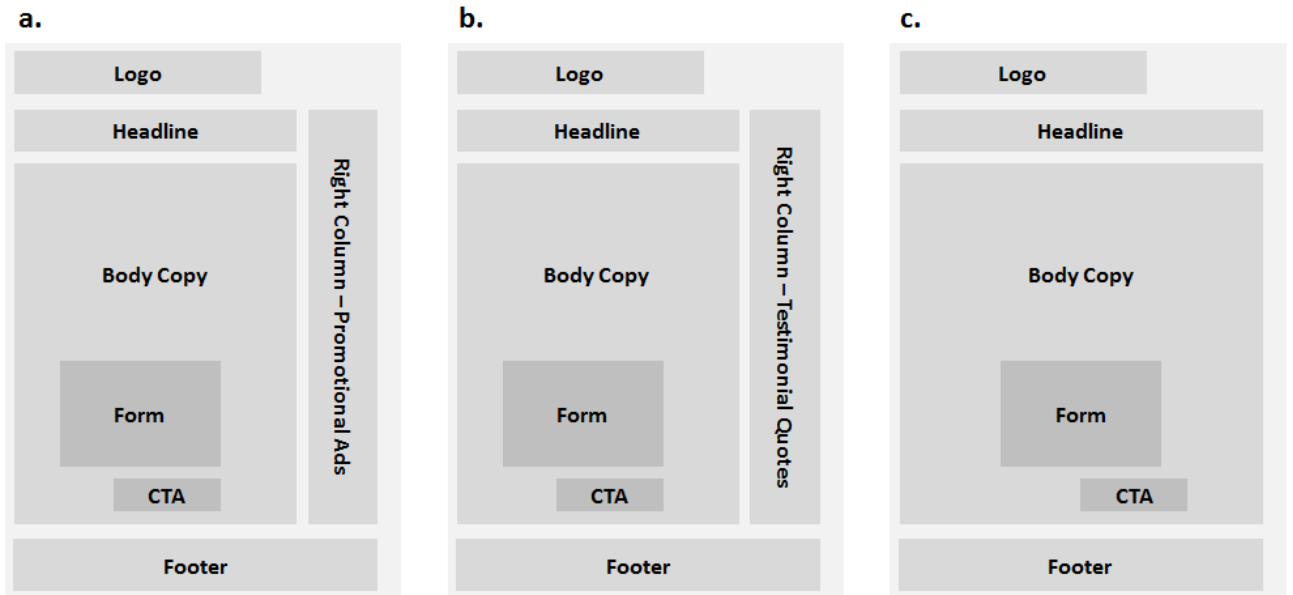 a.
Logo
Headline
Body Copy
Form
CTA
Right Column – Promotional Ads
Footer
b.
Logo
Headline
Body Copy
Form
CTA
Right Column – Testimonial Quotes
Footer
c.
Logo
Headline
Body Copy
Form
CTA
Footer